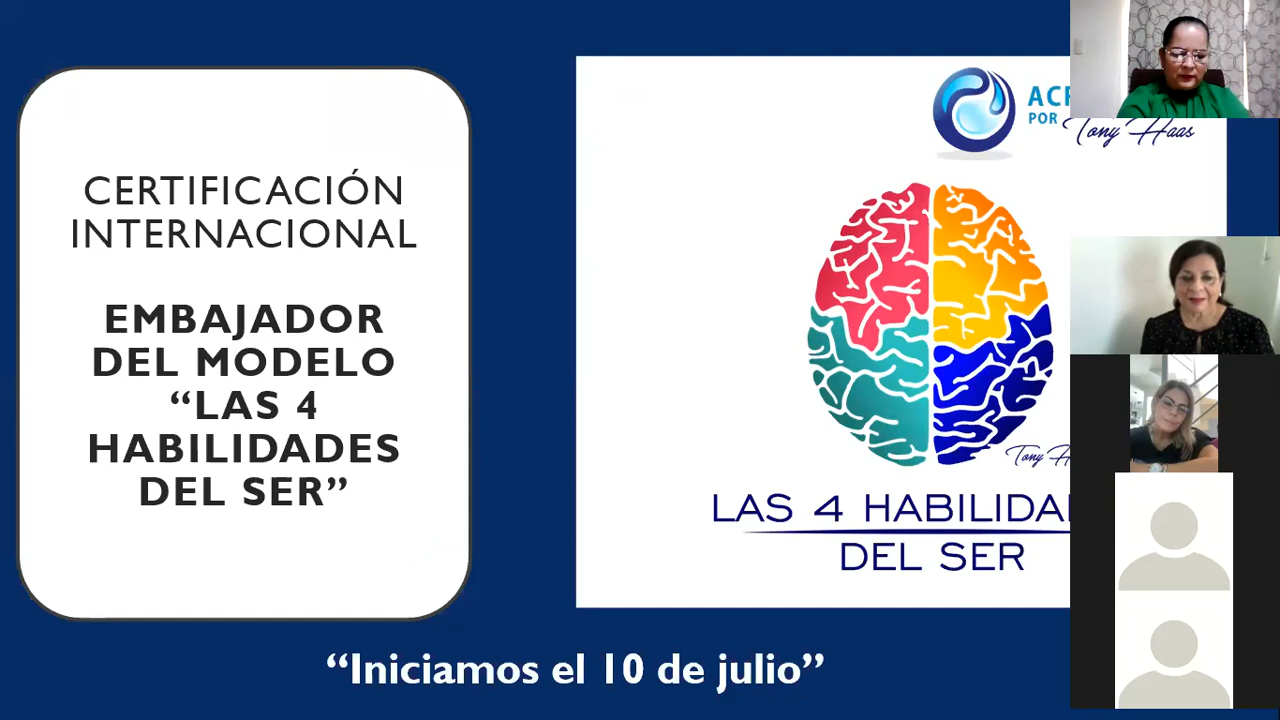 CERTIFICACIÓN
INTERNACIONAL
EMBAJADOR
DEL MODELO
“LAS 4
HABILIDADES
DEL SER”
POR
Tony Haas
Tony
LAS 4
DEL SER
“Iniciamos el 10 de julio”